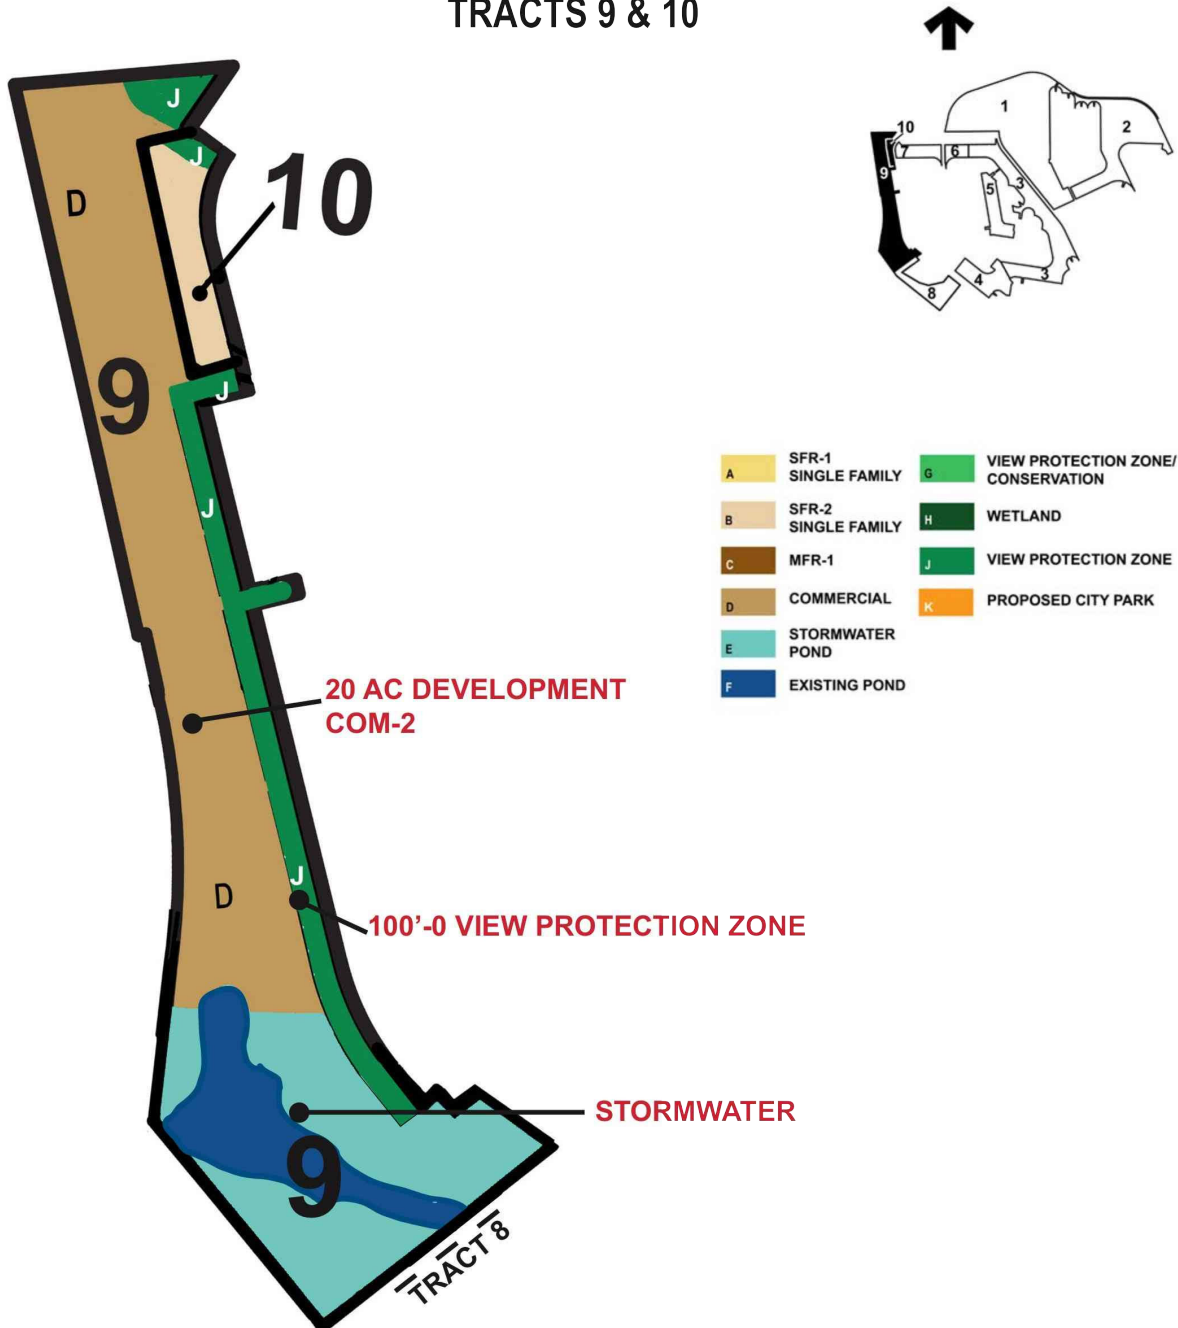 TRACTS 9 & 10
1
2
10
7
6
9
5
3
3
4
8
J
J
D
10
9
J
J
SFR-1
A
SINGLE FAMILY
VIEW PROTECTION ZONE/
G
CONSERVATION
SFR-2
B
SINGLE FAMILY
H
WETLAND
C
MFR-1
J
VIEW PROTECTION ZONE
D
COMMERCIAL
K
PROPOSED CITY PARK
STORMWATER
E
POND
F
EXISTING POND
20 AC DEVELOPMENT
COM-2
J
D
100'-0 VIEW PROTECTION ZONE
STORMWATER
9
TRACT 8